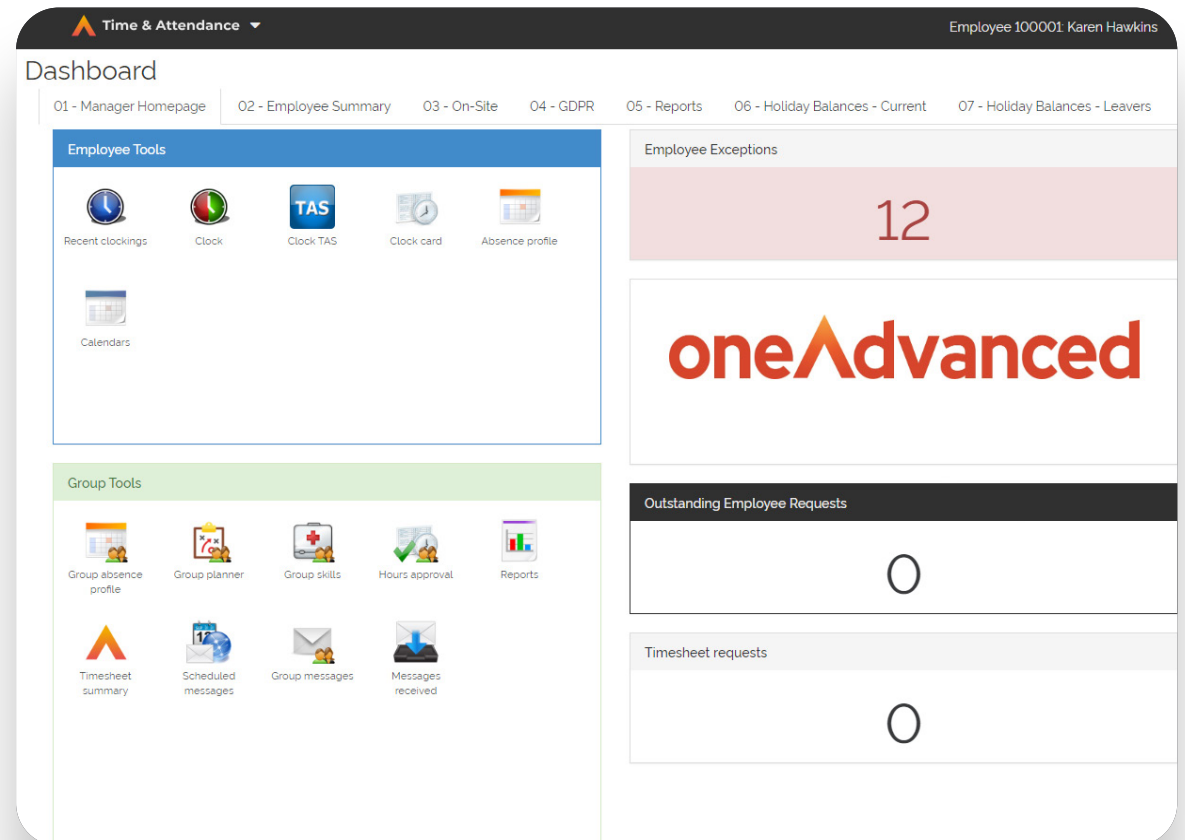 Time & Attendance
Employee 100001: Karen Hawkins
Dashboard
01 - Manager Homepage
02 - Employee Summary
03 - On-Site
04 - GDPR
05 - Reports
06 - Holiday Balances - Current
07 - Holiday Balances - Leavers
Employee Tools
TAS
Recent clockings
Clock
Clock TAS
Clock card
Absence profile
Calendars
Group Tools
Group absence
profile
Group planner
Group skills
Hours approval
Reports
12
Timesheet
summary
Scheduled
messages
Group messages
Messages
received
Employee Exceptions
12
oneAdvanced
Outstanding Employee Requests
0
Timesheet requests
0